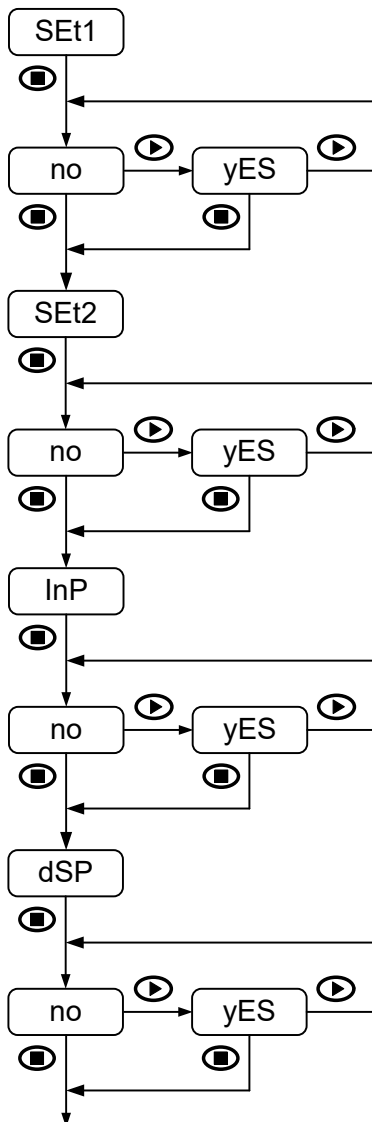 SEt1
no yES
SEt2
no yES
InP
no yES
dSP
no yES